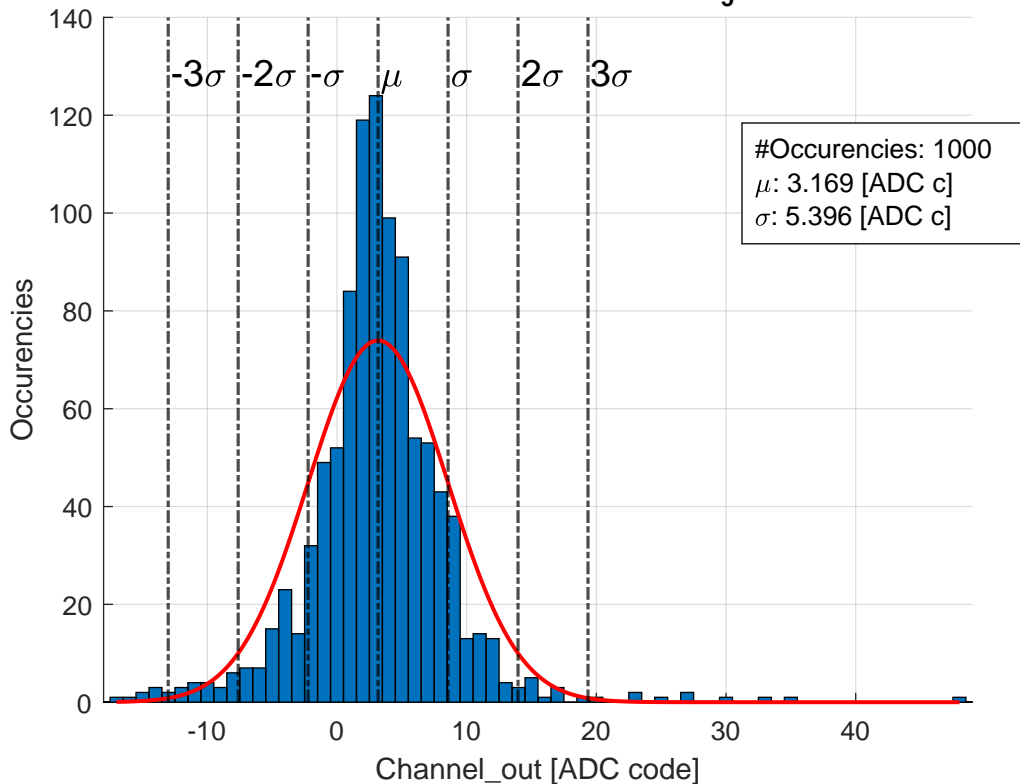 140
120
100
80
60
40
20
0
-3σ
-2σ
-σ
μ
σ
2σ
3σ
#Occurencies: 1000
μ: 3.169 [ADC c]
σ: 5.396 [ADC c]
Occurencies
-10
0
10
20
30
40
Channel_out [ADC code]